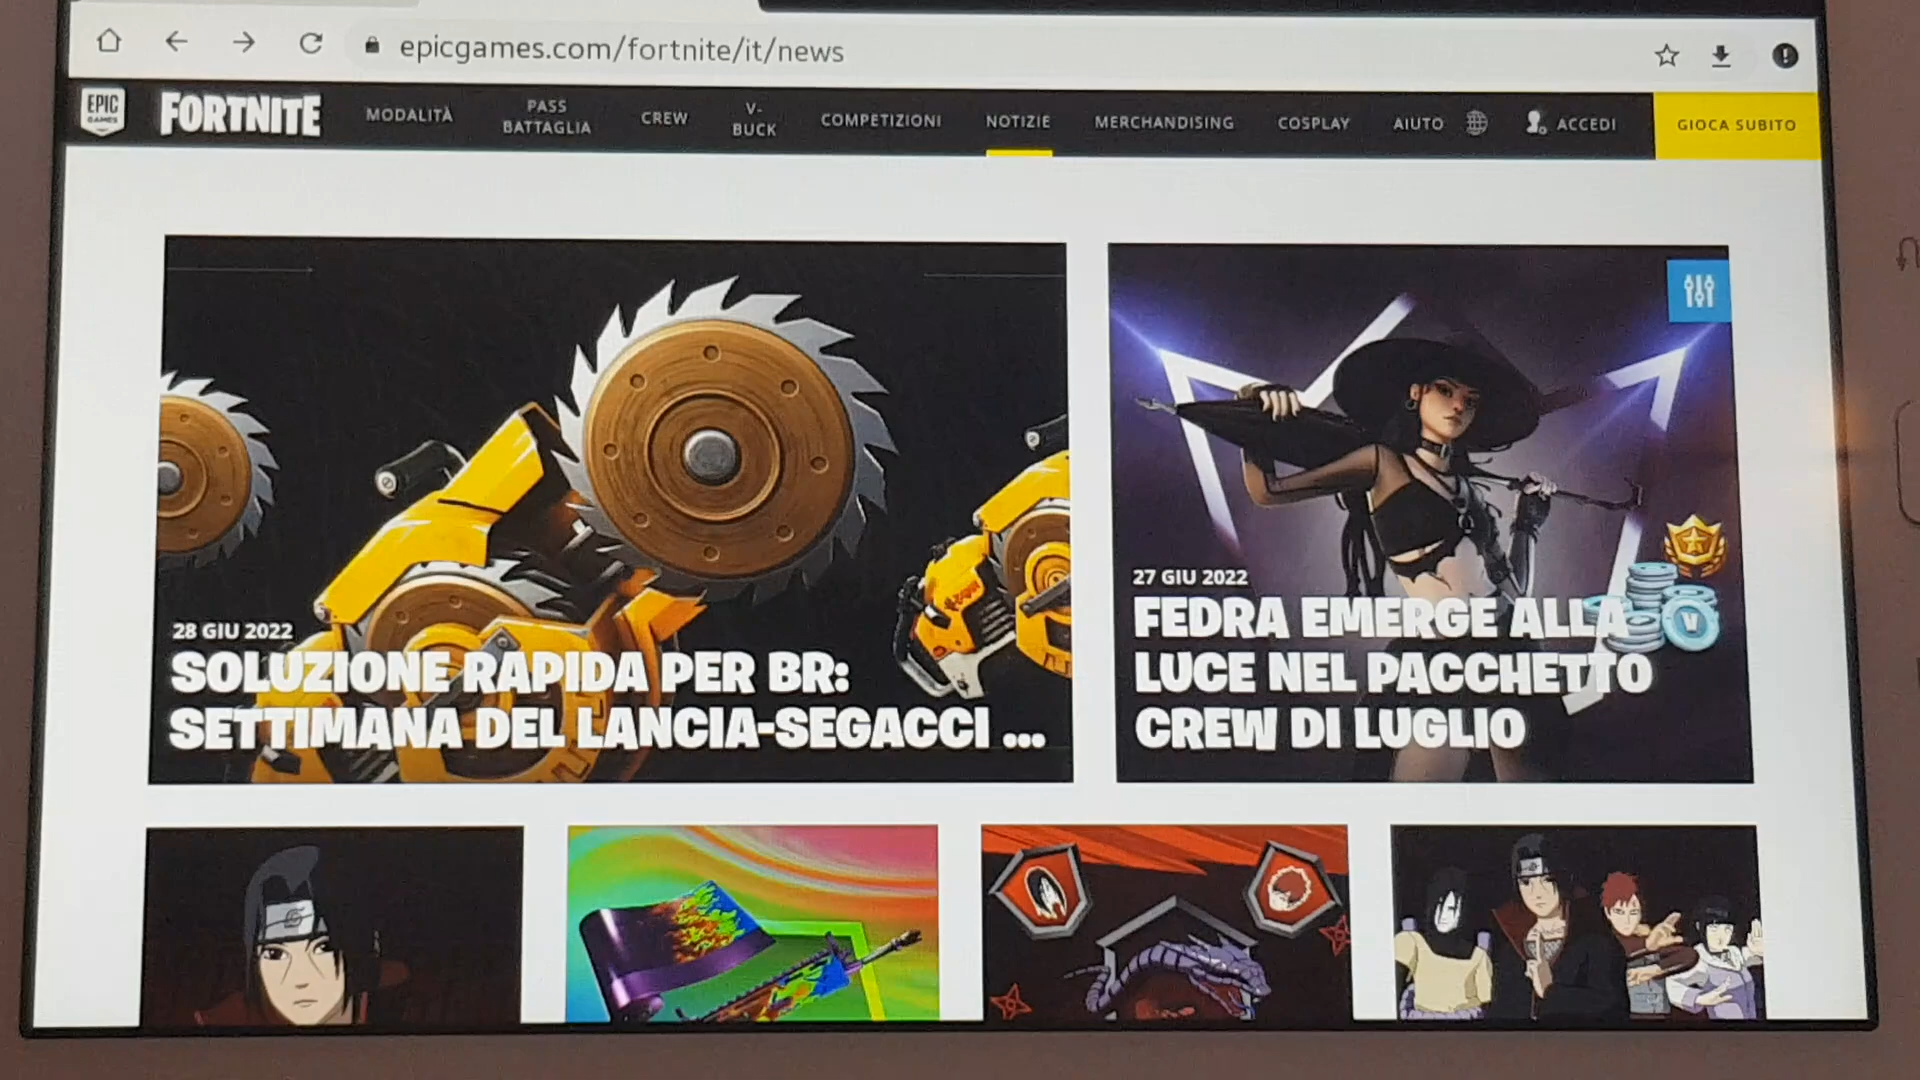 epicgames.com/fortnite/it/news
EPIC
GAMES
FORTNITE
MODALITÀ
PASS
BATTAGLIA
CREW
V-
BUCK
COMPETIZIONI
NOTIZIE
MERCHANDISING
COSPLAY
AIUTO
ACCEDI
GIOCA SUBITO
28 GIU 2022
SOLUZIONE RAPIDA PER BR:
SETTIMANA DEL LANCIA-SEGACCI ...
27 GIU 2022
FEDRA EMERGE ALLA
LUCE NEL PACCHETTO
CREW DI LUGLIO
V